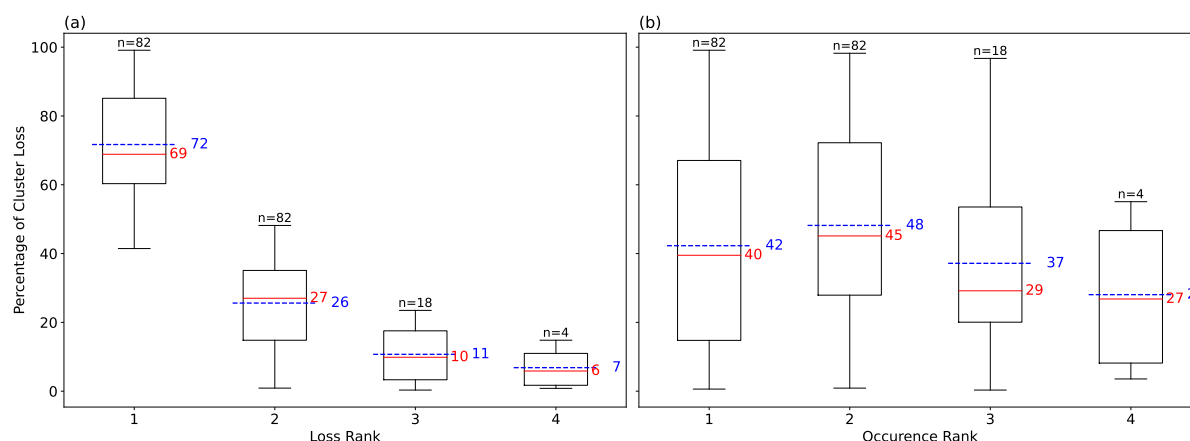 (a)
(b)
Percentage of Cluster Loss
100
80
60
40
20
0
n=82
72
69
n=82
27
26
n=18
10
11
n=4
6
7
1
2
3
4
Loss Rank
n=82
42
40
n=82
48
45
n=18
37
29
n=4
27
1
2
3
4
Occurence Rank